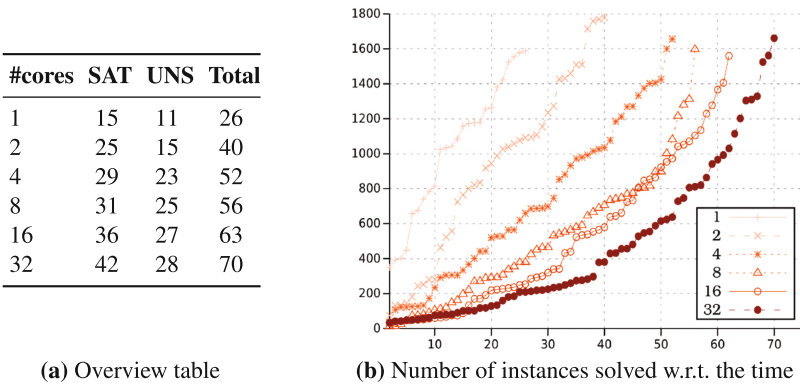 #cores SAT UNS Total
1 15 11 26
2 25 15 40
4 29 23 52
8 31 25 56
16 36 27 63
32 42 28 70
(a) Overview table
1800
1600
1400
1200
1000
800
600
400
200
0
10 20 30 40 50 60 70
1
2
4
8
16
32
(b) Number of instances solved w.r.t. the time